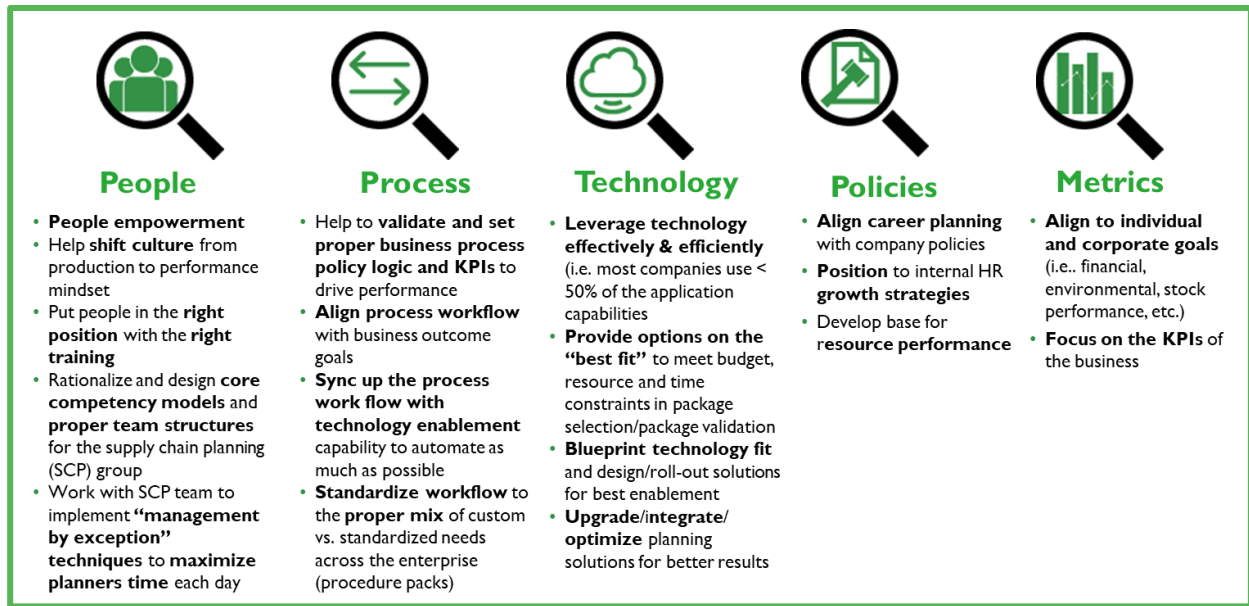 People
• People empowerment
• Help shift culture from
production to performance
mindset
• Put people in the right
position with the right
training
• Rationalize and design core
competency models and
proper team structures
for the supply chain planning
(SCP) group
• Work with SCP team to
implement “management
by exception”
techniques to maximize
planners time each day
Process
• Help to validate and set
proper business process
policy logic and KPIs to
drive performance
• Align process workflow
with business outcome
goals
• Sync up the process
work flow with
technology enablement
capability to automate as
much as possible
• Standardize workflow to
the proper mix of custom
vs. standardized needs
across the enterprise
(procedure packs)
Technology
• Leverage technology
effectively & efficiently
(i.e. most companies use <
50% of the application
capabilities
• Provide options on the
“best fit” to meet budget,
resource and time
constraints in package
selection/package validation
• Blueprint technology fit
and design/roll-out solutions
for best enablement
• Upgrade/integrate/
optimize planning
solutions for better results
Policies
• Align career planning
with company policies
• Position to internal HR
growth strategies
• Develop base for
resource performance
Metrics
• Align to individual
and corporate goals
(i.e.. financial,
environmental, stock
performance, etc.)
• Focus on the KPIs of
the business